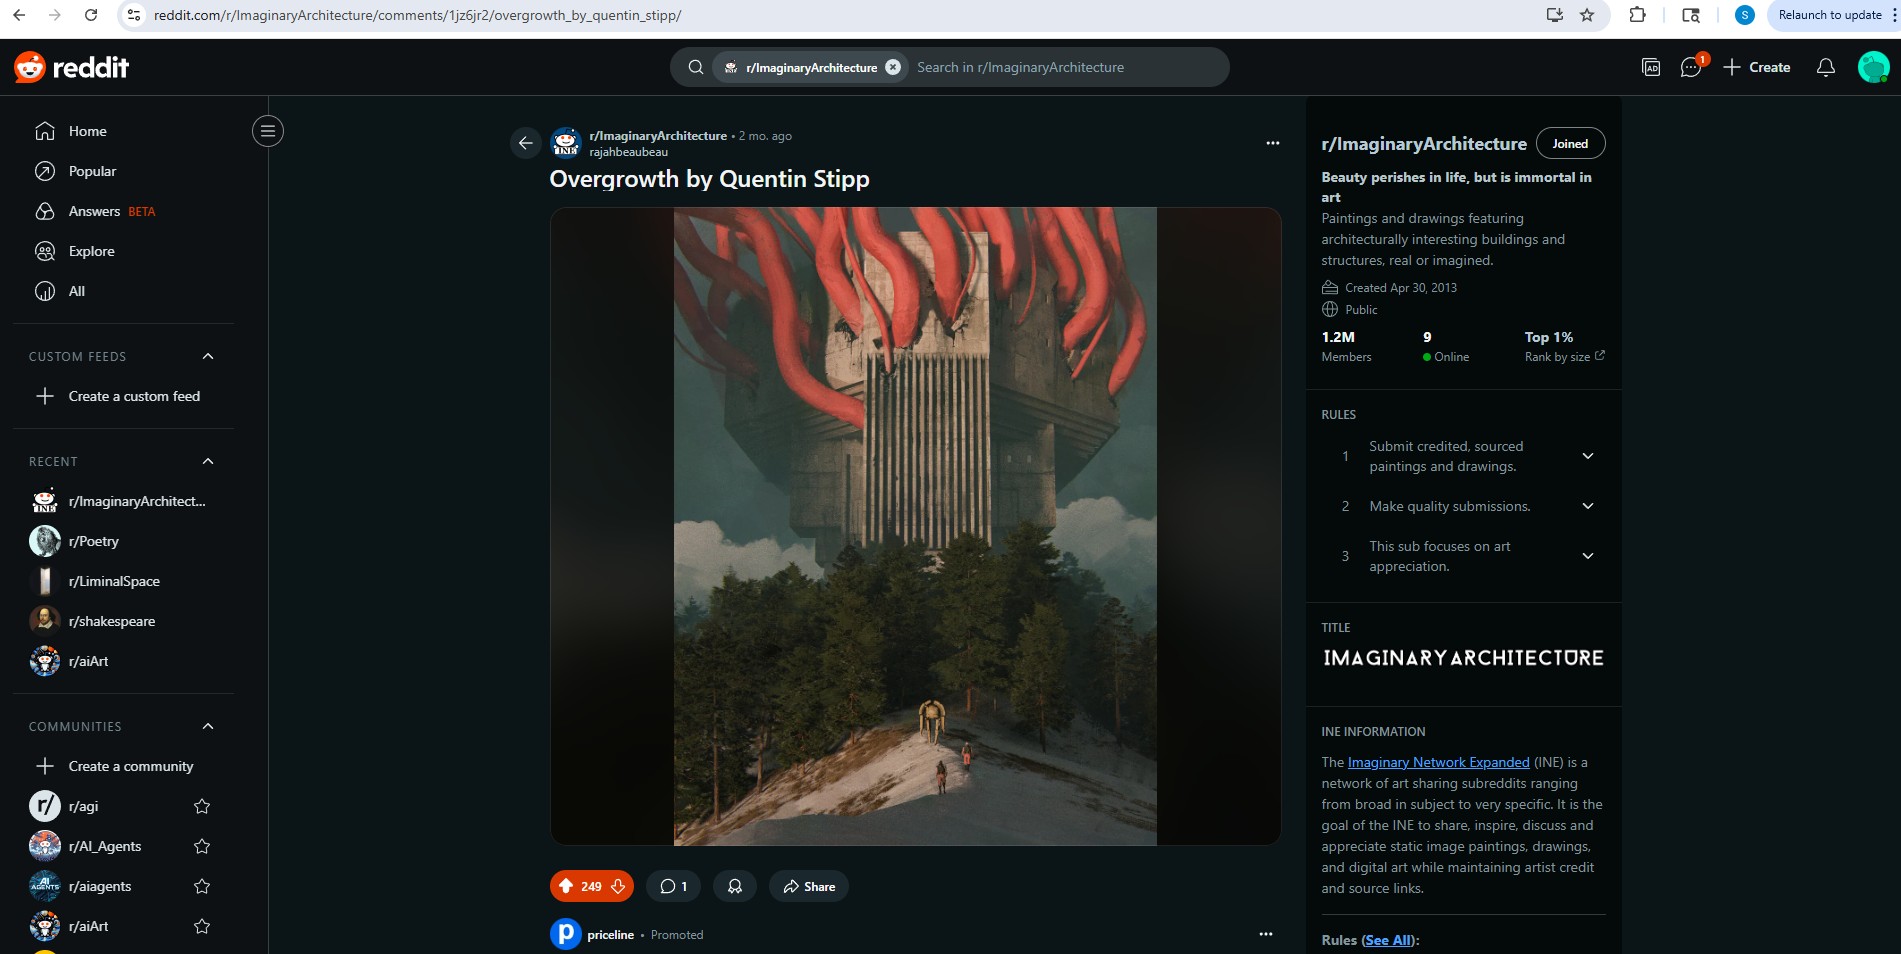 reddit.com/r/ImaginaryArchitecture/comments/1jz6jr2/overgrowth_by_quentin_stipp/
S
Relaunch to update
reddit
r/ImaginaryArchitecture
Search in r/ImaginaryArchitecture
AD
1
Create
Home
Popular
Answers BETA
Explore
All
CUSTOM FEEDS
Create a custom feed
RECENT
INE
r/ImaginaryArchitect...
r/Poetry
r/LiminalSpace
r/shakespeare
r/aiArt
COMMUNITIES
Create a community
r/
r/agi
r/AI_Agents
AI
AGENTS
r/aiagents
r/aiArt
INE
r/ImaginaryArchitecture • 2 mo. ago
rajahbeaubeau
Overgrowth by Quentin Stipp
249
1
Share
p
priceline • Promoted
r/ImaginaryArchitecture
Joined
Beauty perishes in life, but is immortal in
art
Paintings and drawings featuring
architecturally interesting buildings and
structures, real or imagined.
Created Apr 30, 2013
Public
1.2M 9 Top 1%
Members Online Rank by size
RULES
1 Submit credited, sourced
paintings and drawings.
2 Make quality submissions.
3 This sub focuses on art
appreciation.
TITLE
IMAGINARY ARCHITECTURE
INE INFORMATION
The Imaginary Network Expanded (INE) is a
network of art sharing subreddits ranging
from broad in subject to very specific. It is the
goal of the INE to share, inspire, discuss and
appreciate static image paintings, drawings,
and digital art while maintaining artist credit
and source links.
Rules (See All):